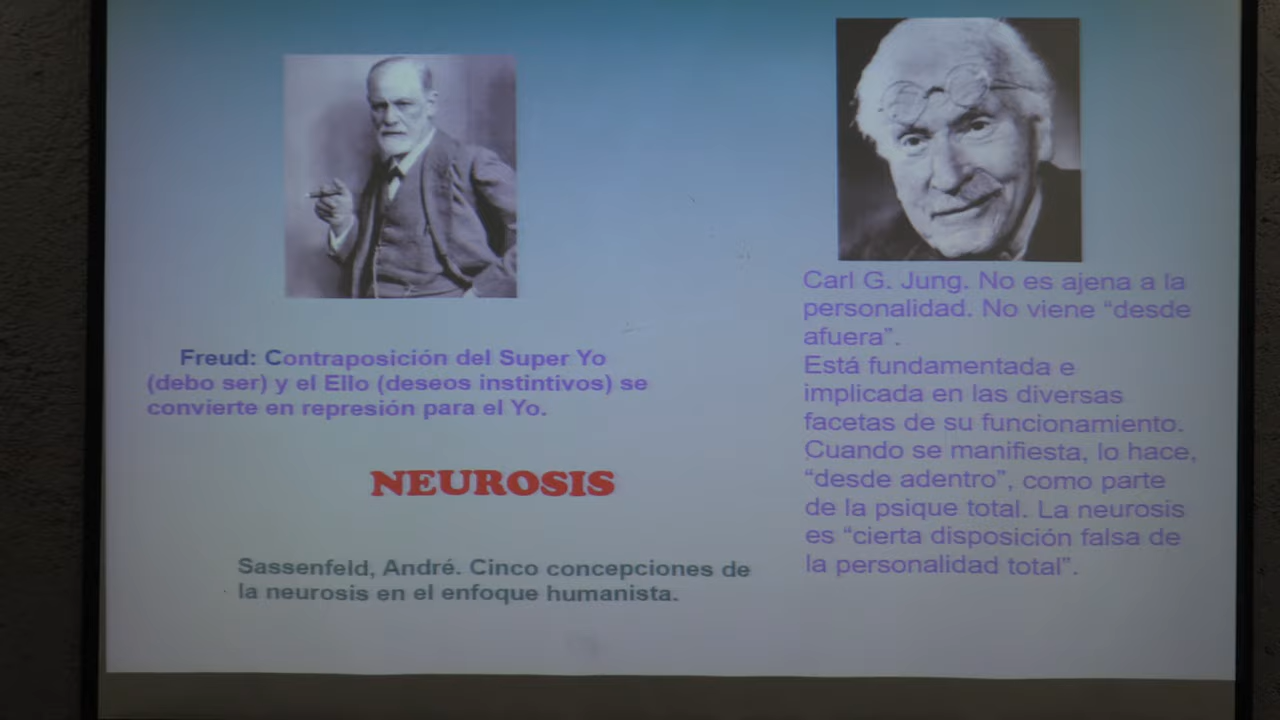 Freud: Contraposición del Super Yo
(debo ser) y el Ello (deseos instintivos) se
convierte en represión para el Yo.
NEUROSIS
Sassenfeld, André. Cinco concepciones de
la neurosis en el enfoque humanista.
Carl G. Jung. No es ajena a la
personalidad. No viene “desde
afuera”.
Está fundamentada e
implicada en las diversas
facetas de su funcionamiento.
Cuando se manifiesta, lo hace,
“desde adentro”, como parte
de la psique total. La neurosis
es “cierta disposición falsa de
la personalidad total”.